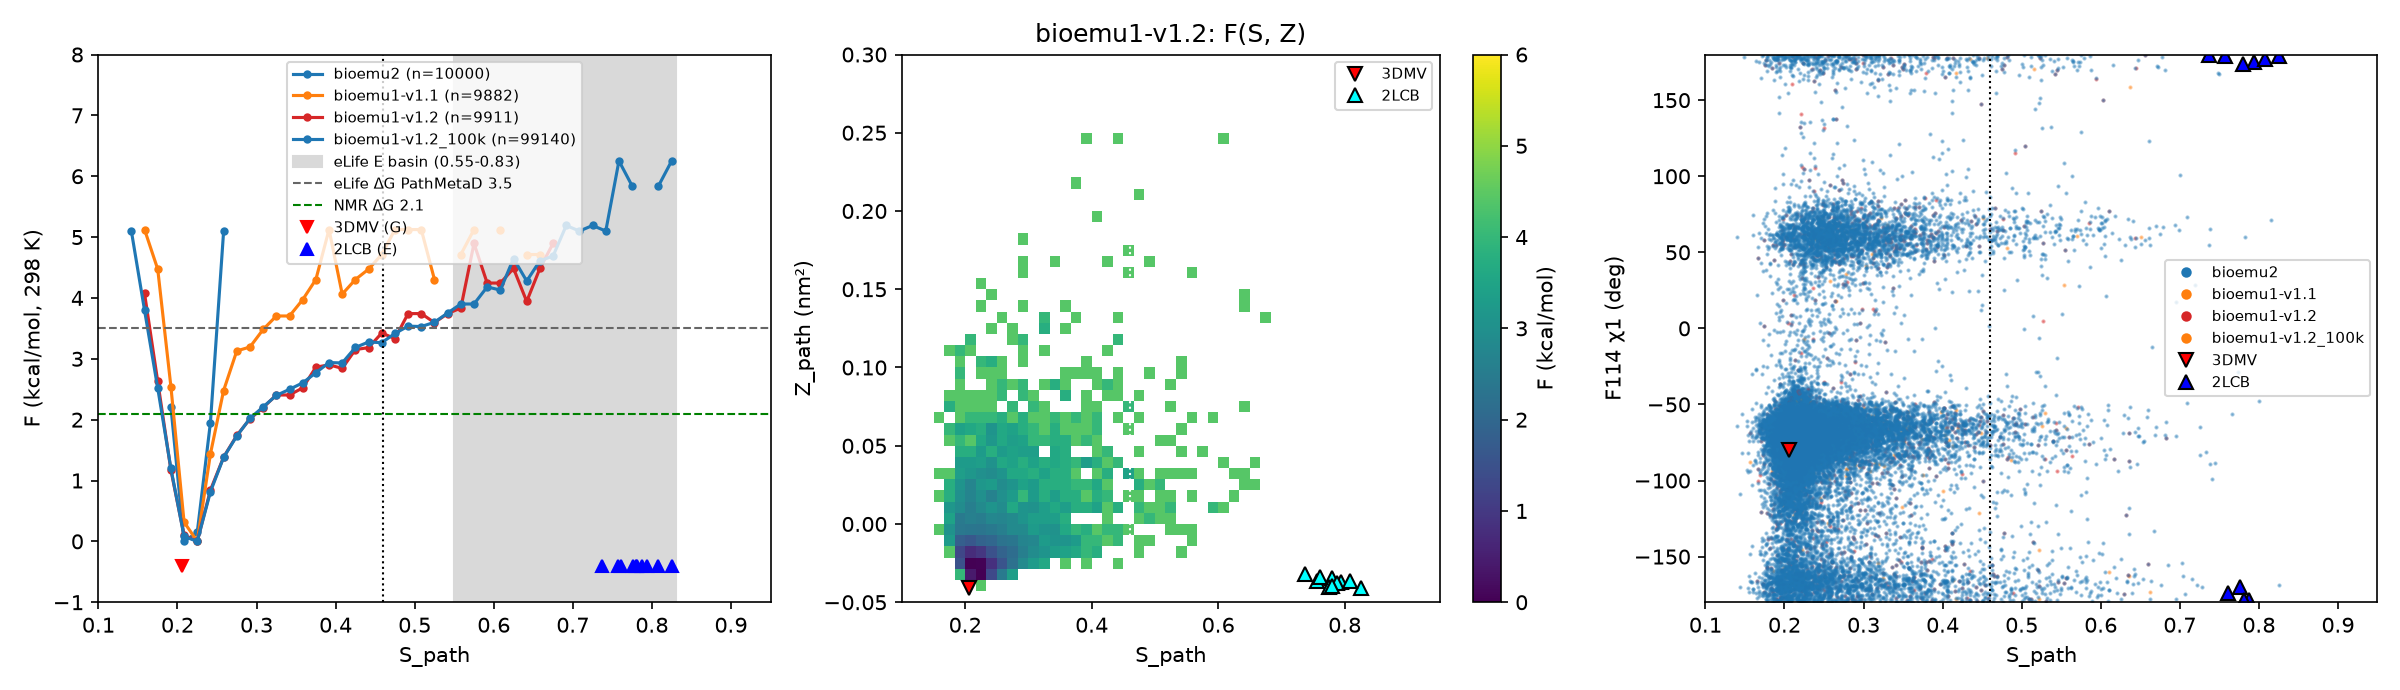 8
7
6
5
4
3
2
1
0
−1
F (kcal/mol, 298 K)
0.1 0.2 0.3 0.4 0.5 0.6 0.7 0.8 0.9
S_path
bioemu2 (n=10000)
bioemu1-v1.1 (n=9882)
bioemu1-v1.2 (n=9911)
bioemu1-v1.2_100k (n=99140)
eLife E basin (0.55-0.83)
eLife ΔG PathMetaD 3.5
NMR ΔG 2.1
3DMV (G)
2LCB (E)
bioemu1-v1.2: F(S, Z)
0.30
0.25
0.20
0.15
0.10
0.05
0.00
−0.05
Z_path (nm²)
0.2 0.4 0.6 0.8
S_path
3DMV
2LCB
6
5
4
3
2
1
0
F (kcal/mol)
150
100
50
0
−50
−100
−150
F114 χ1 (deg)
0.1 0.2 0.3 0.4 0.5 0.6 0.7 0.8 0.9
S_path
bioemu2
bioemu1-v1.1
bioemu1-v1.2
bioemu1-v1.2_100k
3DMV
2LCB